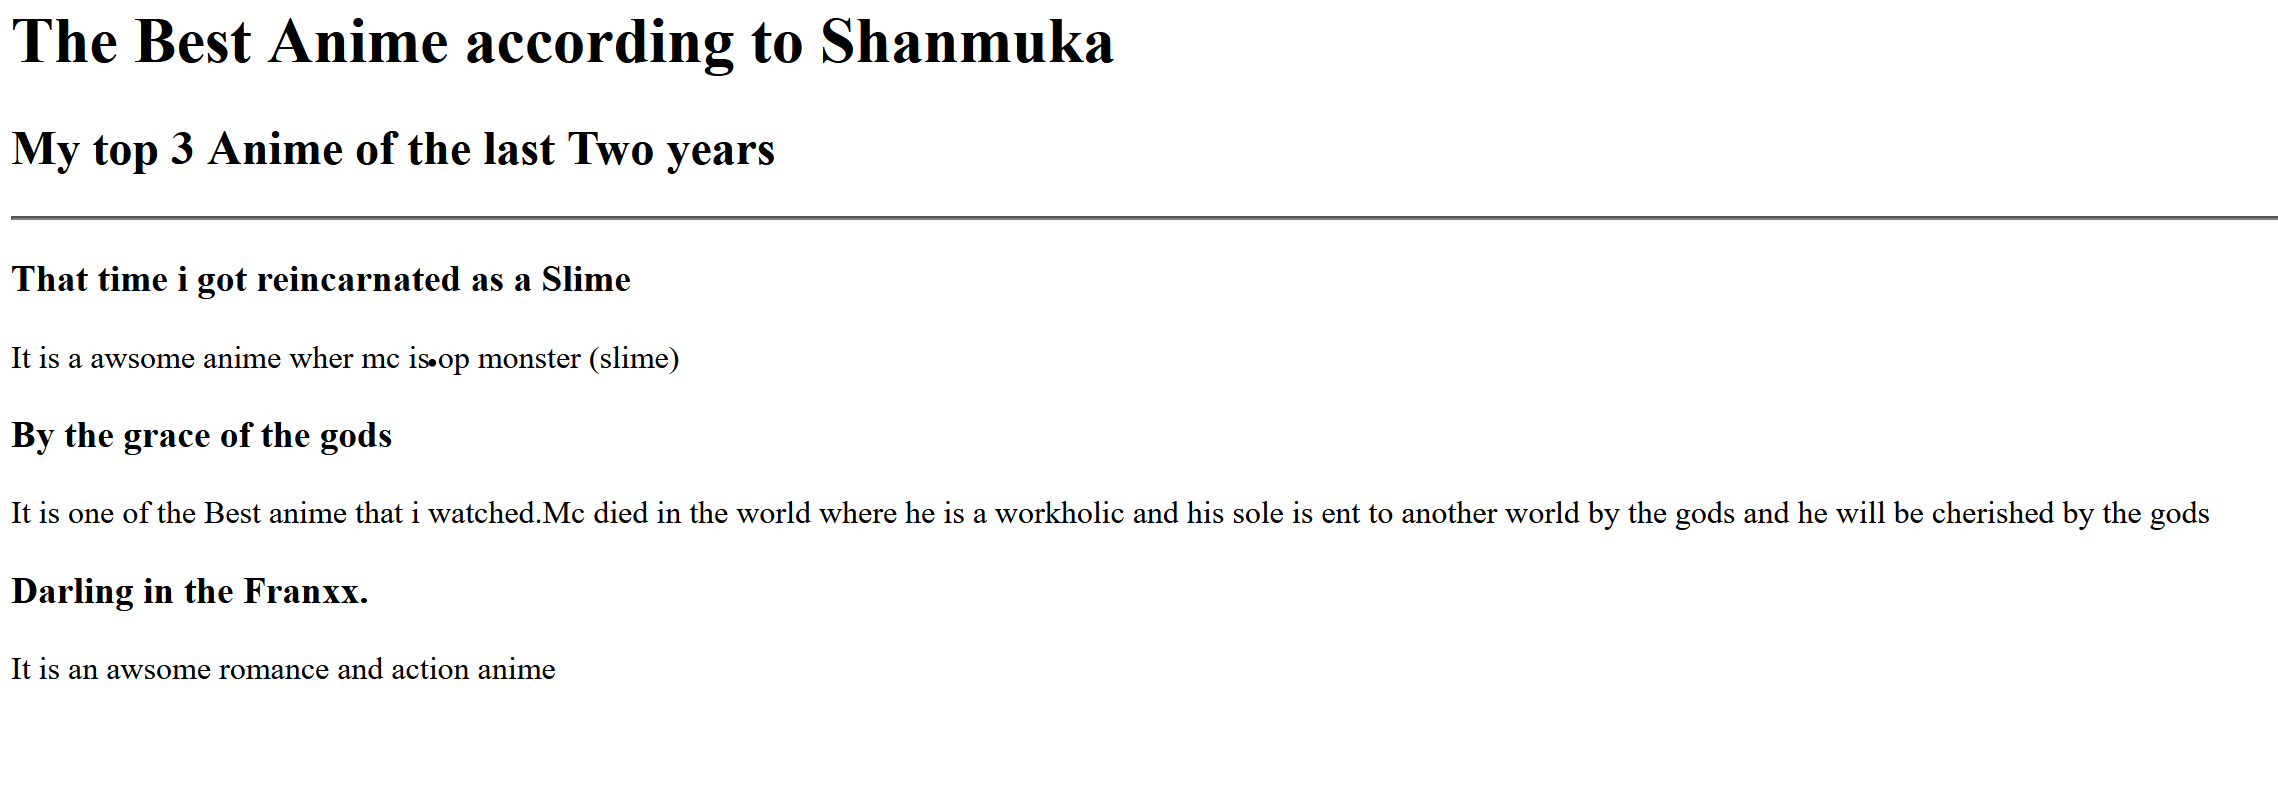 The Best Anime according to Shanmuka
My top 3 Anime of the last Two years
That time i got reincarnated as a Slime
It is a awsome anime wher mc is op monster (slime)
By the grace of the gods
It is one of the Best anime that i watched.Mc died in the world where he is a workholic and his sole is ent to another world by the gods and he will be cherished by the gods
Darling in the Franxx.
It is an awsome romance and action anime